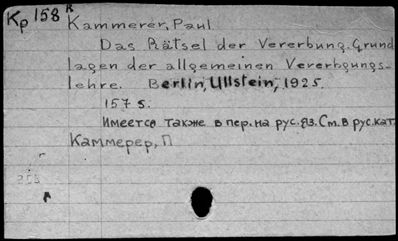 Кр 158 R
Kammerer, Paul
Das Rätsel der Vererbung. Grund
lagen der allgemeinen Vererbungs-
lehre. Berlin, Ullstein, 1925.
157 s.
Имеется также в пер. на рус. яз. См. в рус. кат.
Каммерер, П